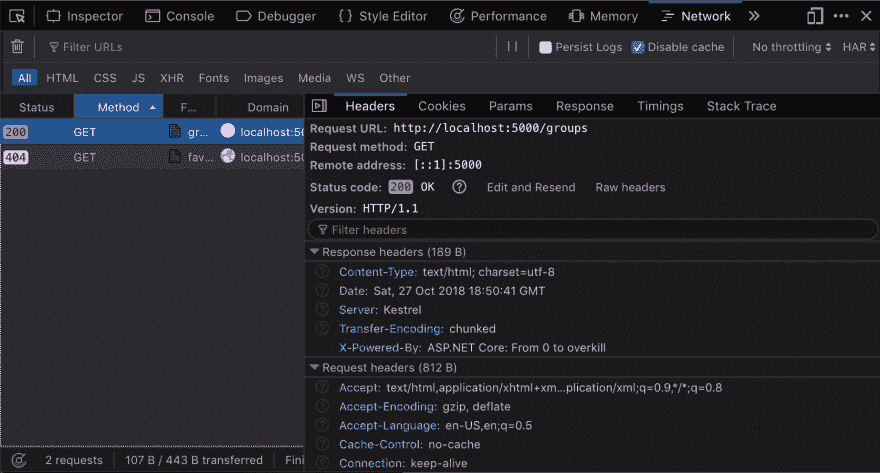 Inspector Console Debugger { } Style Editor Performance Memory Network
Filter URLs Persist Logs Disable cache No throttling HAR
All HTML CSS JS XHR Fonts Images Media WS Other
Status Method F... Domain Headers Cookies Params Response Timings Stack Trace
200 GET gr... localhost:50
404 GET fav... localhost:50
Request URL: http://localhost:5000/groups
Request method: GET
Remote address: [::1]:5000
Status code: 200 OK Edit and Resend Raw headers
Version: HTTP/1.1
Filter headers
Response headers (189 B)
Content-Type: text/html; charset=utf-8
Date: Sat, 27 Oct 2018 18:50:41 GMT
Server: Kestrel
Transfer-Encoding: chunked
X-Powered-By: ASP.NET Core: From 0 to overkill
Request headers (812 B)
Accept: text/html,application/xhtml+xm...plication/xml;q=0.9,*/*;q=0.8
Accept-Encoding: gzip, deflate
Accept-Language: en-US,en;q=0.5
Cache-Control: no-cache
Connection: keep-alive
2 requests 107 B / 443 B transferred Fini